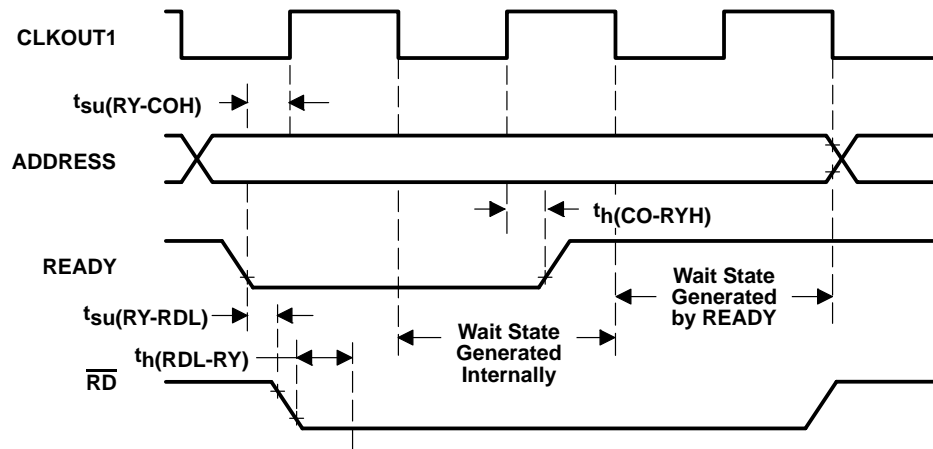 CLKOUT1
tsu(RY-COH)
ADDRESS
th(CO-RYH)
READY
Wait State
Generated
by READY
tsu(RY-RDL)
Wait State
Generated
Internally
th(RDL-RY)
RD